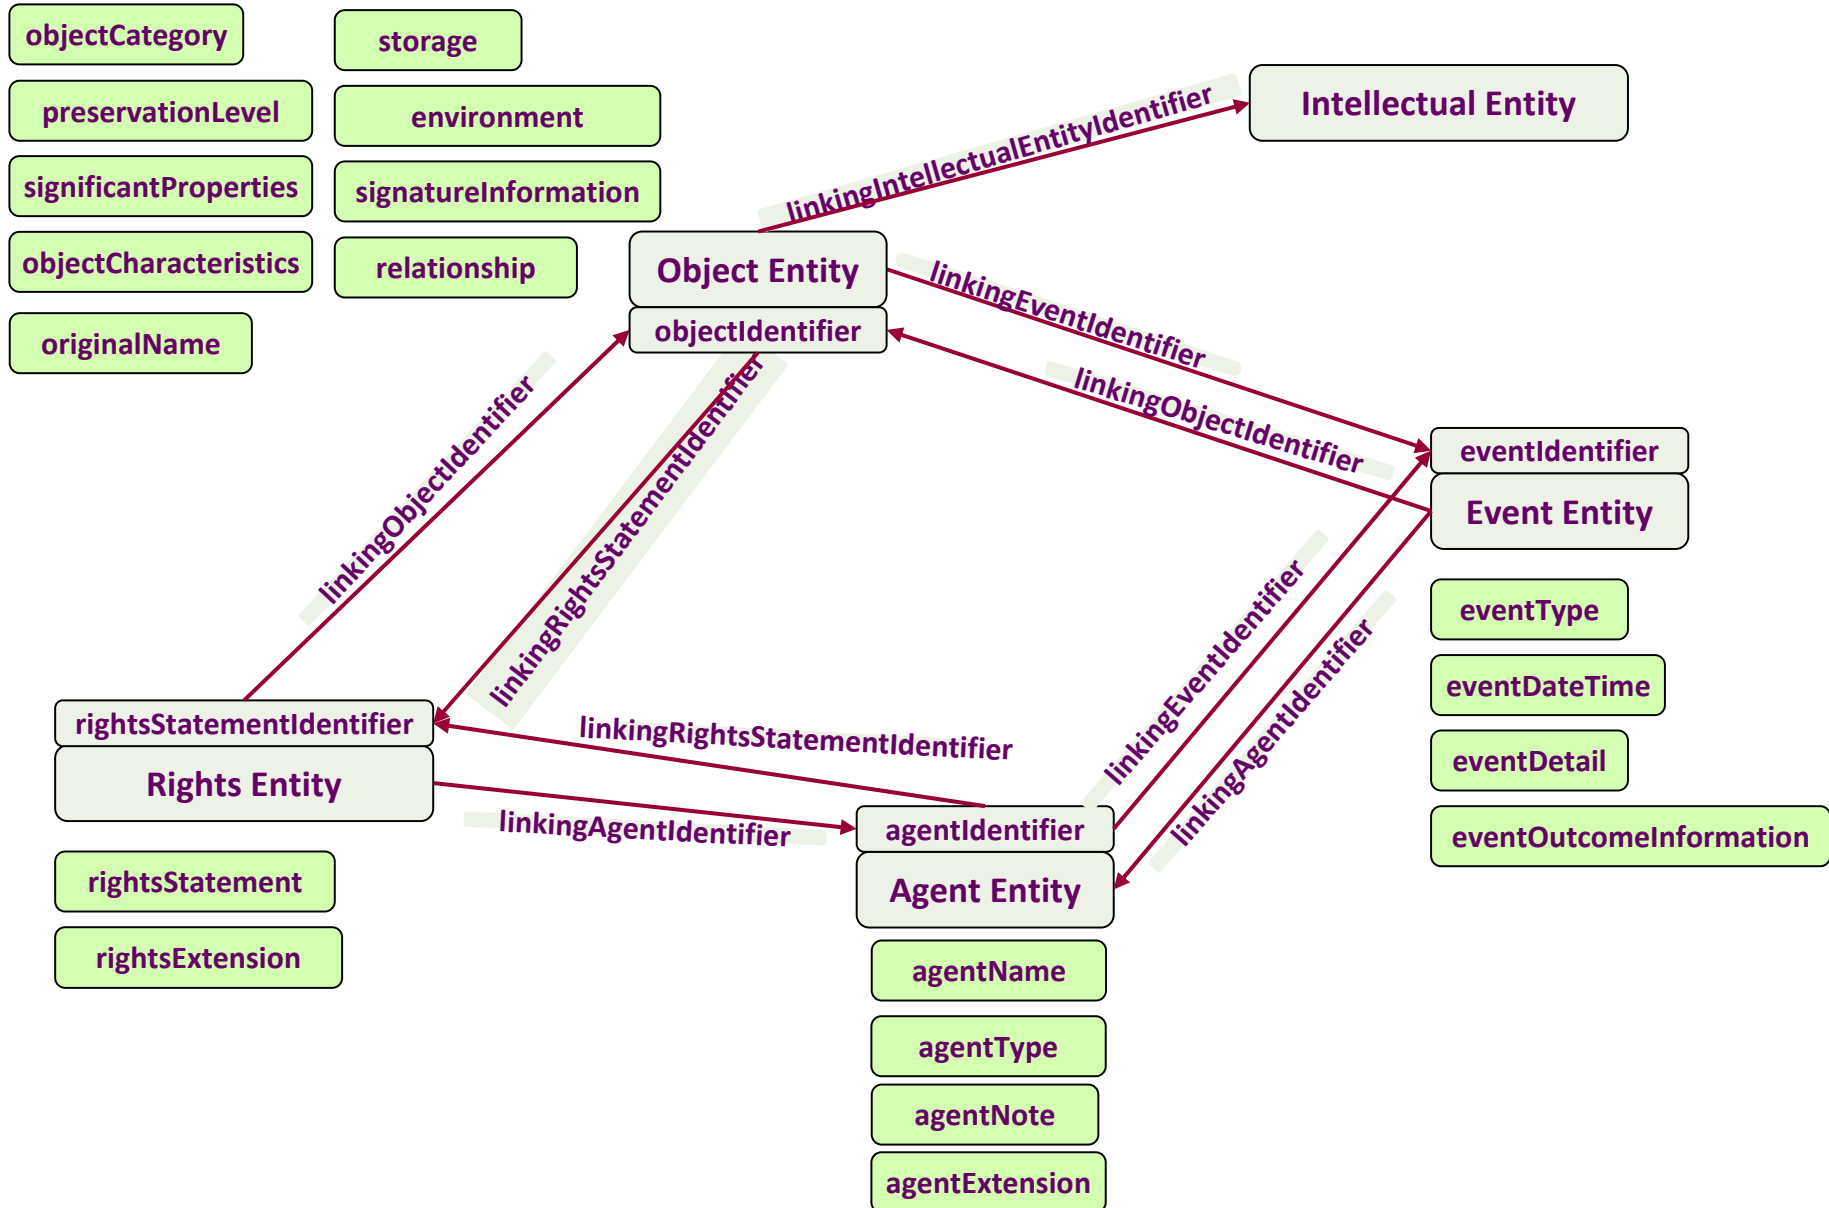 objectCategory
storage
preservationLevel
environment
significantProperties
signatureInformation
objectCharacteristics
relationship
originalName
Intellectual Entity
linkingIntellectualEntityIdentifier
Object Entity
objectIdentifier
linkingEventIdentifier
linkingObjectIdentifier
linkingObjectIdentifier
linkingRightsStatementIdentifier
eventIdentifier
Event Entity
eventType
eventDateTime
eventDetail
eventOutcomeInformation
linkingEventIdentifier
linkingAgentIdentifier
rightsStatementIdentifier
Rights Entity
linkingRightsStatementIdentifier
linkingAgentIdentifier
rightsStatement
rightsExtension
agentIdentifier
Agent Entity
agentName
agentType
agentNote
agentExtension